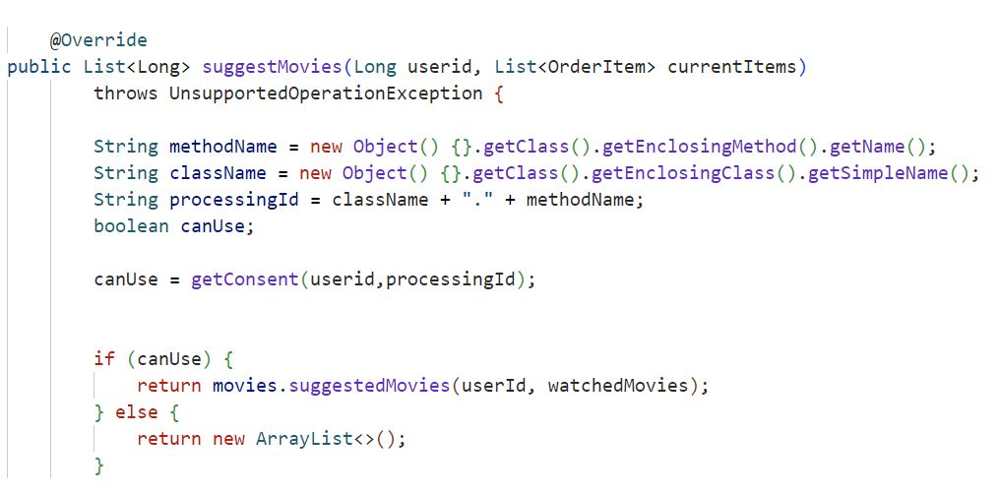 @Override
public List<Long> suggestMovies(Long userid, List<OrderItem> currentItems)
throws UnsupportedOperationException {
String methodName = new Object() {}.getClass().getEnclosingMethod().getName();
String className = new Object() {}.getClass().getEnclosingClass().getSimpleName();
String processingId = className + "." + methodName;
boolean canUse;
canUse = getConsent(userid,processingId);
if (canUse) {
return movies.suggestedMovies(userId, watchedMovies);
} else {
return new ArrayList<>();
}